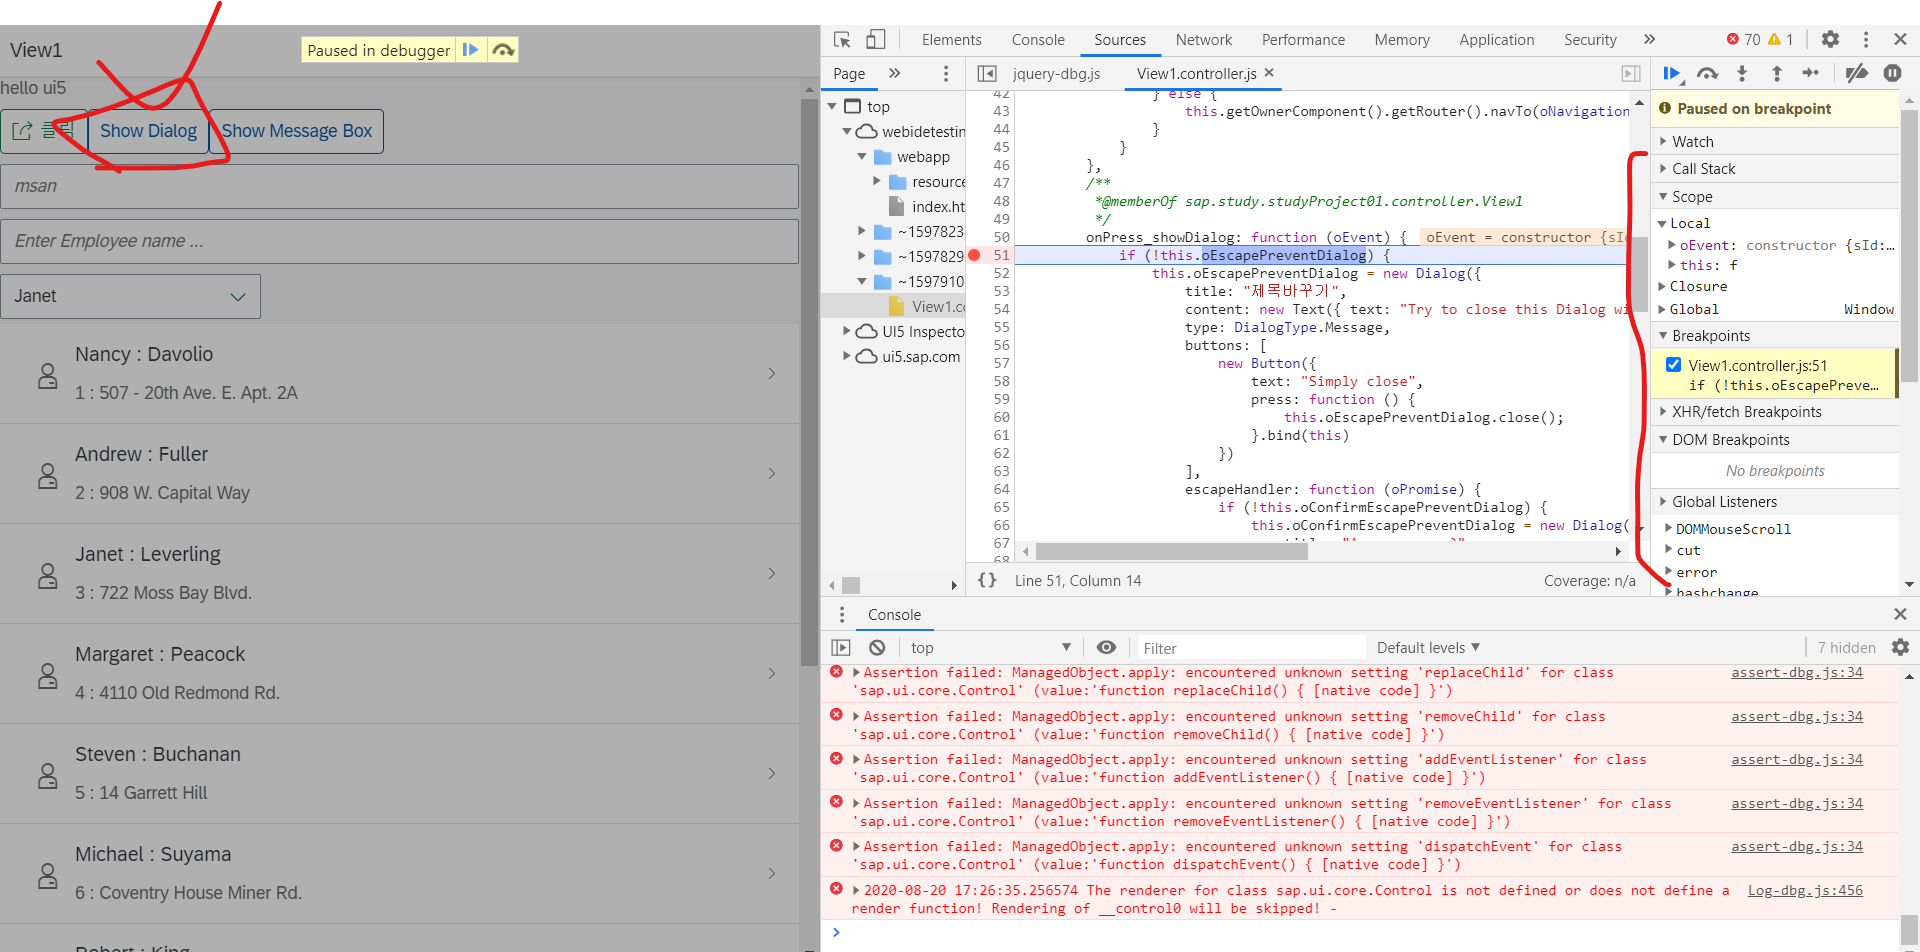 View1
Paused in debugger
hello ui5
클릭
Show Dialog
Show Message Box
msan
Enter Employee name ...
Janet
Nancy : Davolio
1 : 507 - 20th Ave. E. Apt. 2A
Andrew : Fuller
2 : 908 W. Capital Way
Janet : Leverling
3 : 722 Moss Bay Blvd.
Margaret : Peacock
4 : 4110 Old Redmond Rd.
Steven : Buchanan
5 : 14 Garrett Hill
Michael : Suyama
6 : Coventry House Miner Rd.
Robert : King
Elements Console Sources Network Performance Memory Application Security » 70 1
Page »
top
webidetestin
webapp
resource
index.ht
~1597823
~1597829
~1597910
View1.co
UI5 Inspecto
ui5.sap.com
jquery-dbg.js View1.controller.js
42 } else {
43 this.getOwnerComponent().getRouter().navTo(oNavigation
44 }
45 }
46 },
47 /**
48 *@memberOf sap.study.studyProject01.controller.View1
49 */
50 onPress_showDialog: function (oEvent) { oEvent = constructor {sId
51 if (!this.oEscapePreventDialog) {
52 this.oEscapePreventDialog = new Dialog({
53 title: "제목바꾸기",
54 content: new Text({ text: "Try to close this Dialog wi
55 type: DialogType.Message,
56 buttons: [
57 new Button({
58 text: "Simply close",
59 press: function () {
60 this.oEscapePreventDialog.close();
61 }.bind(this)
62 })
63 ],
64 escapeHandler: function (oPromise) {
65 if (!this.oConfirmEscapePreventDialog) {
66 this.oConfirmEscapePreventDialog = new Dialog(
67
68
{} Line 51, Column 14 Coverage: n/a
Paused on breakpoint
Watch
Call Stack
Scope
Local
oEvent: constructor {sId:…
this: f
Closure
Global Window
Breakpoints
View1.controller.js:51
if (!this.oEscapePreve…
XHR/fetch Breakpoints
DOM Breakpoints
No breakpoints
Global Listeners
DOMMouseScroll
cut
error
hashchange
Console
top Filter Default levels 7 hidden
Assertion failed: ManagedObject.apply: encountered unknown setting 'replaceChild' for class assert-dbg.js:34
'sap.ui.core.Control' (value:'function replaceChild() { [native code] }')
Assertion failed: ManagedObject.apply: encountered unknown setting 'removeChild' for class assert-dbg.js:34
'sap.ui.core.Control' (value:'function removeChild() { [native code] }')
Assertion failed: ManagedObject.apply: encountered unknown setting 'addEventListener' for class assert-dbg.js:34
'sap.ui.core.Control' (value:'function addEventListener() { [native code] }')
Assertion failed: ManagedObject.apply: encountered unknown setting 'removeEventListener' for class assert-dbg.js:34
'sap.ui.core.Control' (value:'function removeEventListener() { [native code] }')
Assertion failed: ManagedObject.apply: encountered unknown setting 'dispatchEvent' for class assert-dbg.js:34
'sap.ui.core.Control' (value:'function dispatchEvent() { [native code] }')
2020-08-20 17:26:35.256574 The renderer for class sap.ui.core.Control is not defined or does not define a Log-dbg.js:456
render function! Rendering of __control0 will be skipped! -